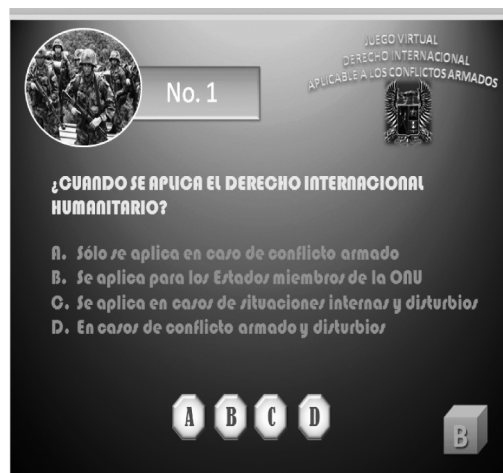 No. 1
JUEGO VIRTUAL
DERECHO INTERNACIONAL
APLICABLE A LOS CONFLICTOS ARMADOS
¿CUANDO SE APLICA EL DERECHO INTERNACIONAL
HUMANITARIO?
A. Sólo se aplica en caso de conflicto armado
B. Se aplica para los Estados miembros de la ONU
C. Se aplica en casos de situaciones internas y disturbios
D. En casos de conflicto armado y disturbios
A B C D
B